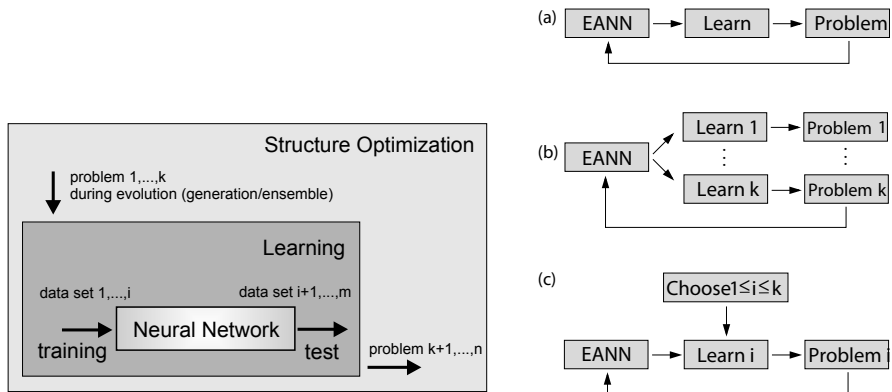 Structure Optimization
problem 1,...,k
during evolution (generation/ensemble)
Learning
data set 1,...,i
data set i+1,...,m
Neural Network
training
test
problem k+1,...,n
(a)
EANN
Learn
Problem
(b)
EANN
Learn 1
Problem 1
⋮
⋮
Learn k
Problem k
(c)
Choose1≤i≤k
EANN
Learn i
Problem i